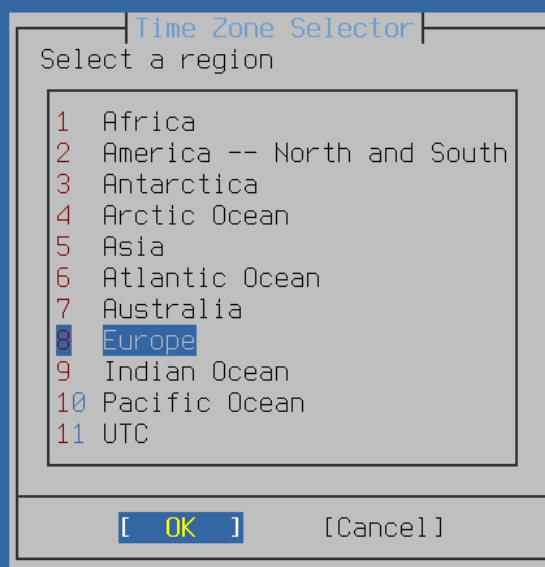 Time Zone Selector
Select a region
1 Africa
2 America -- North and South
3 Antarctica
4 Arctic Ocean
5 Asia
6 Atlantic Ocean
7 Australia
8 Europe
9 Indian Ocean
10 Pacific Ocean
11 UTC
[ OK ] [Cancel]